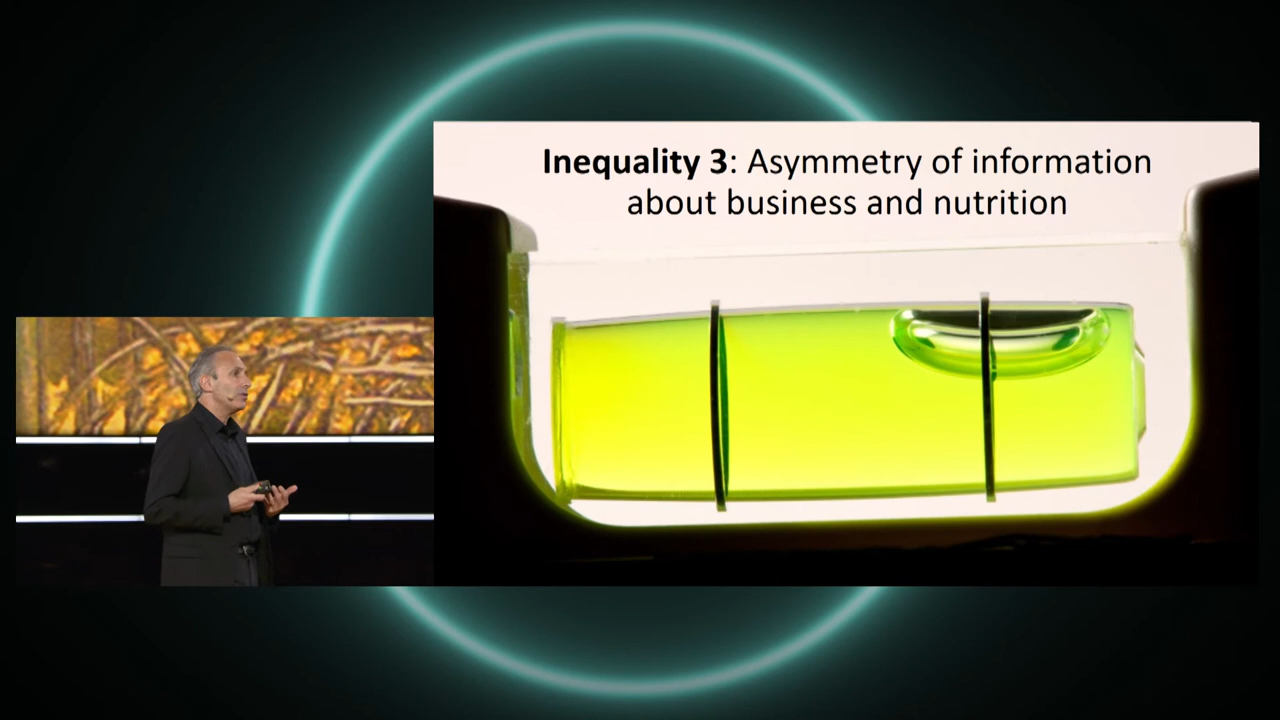 Inequality 3: Asymmetry of information
about business and nutrition